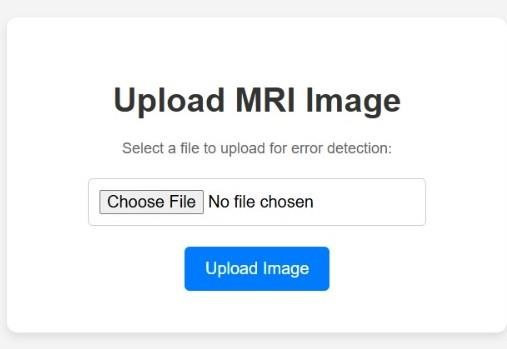 Upload MRI Image
Select a file to upload for error detection:
Choose File No file chosen
Upload Image